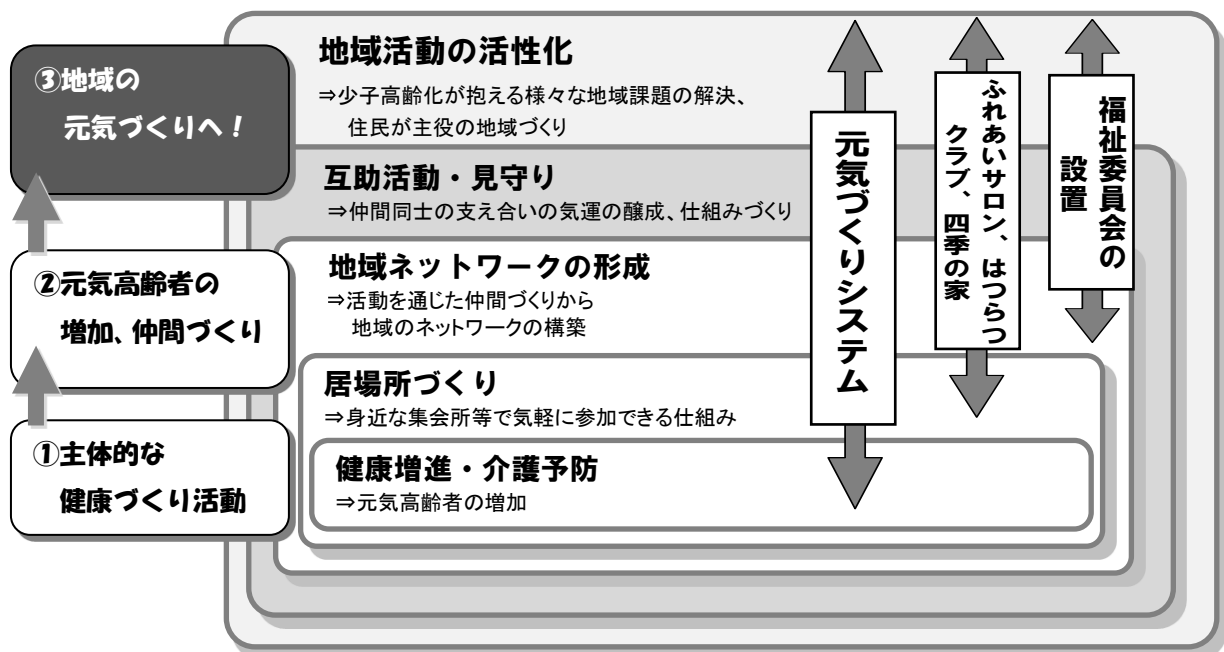 ③地域の
元気づくりへ！
②元気高齢者の
増加、仲間づくり
①主体的な
健康づくり活動
地域活動の活性化
⇒少子高齢化が抱える様々な地域課題の解決、
住民が主役の地域づくり
互助活動・見守り
⇒仲間同士の支え合いの気運の醸成、仕組みづくり
地域ネットワークの形成
⇒活動を通じた仲間づくりから
地域のネットワークの構築
居場所づくり
⇒身近な集会所等で気軽に参加できる仕組み
健康増進・介護予防
⇒元気高齢者の増加
元気づくりシステム
ふれあいサロン、はつらつ
クラブ、四季の家
福祉委員会の
設置